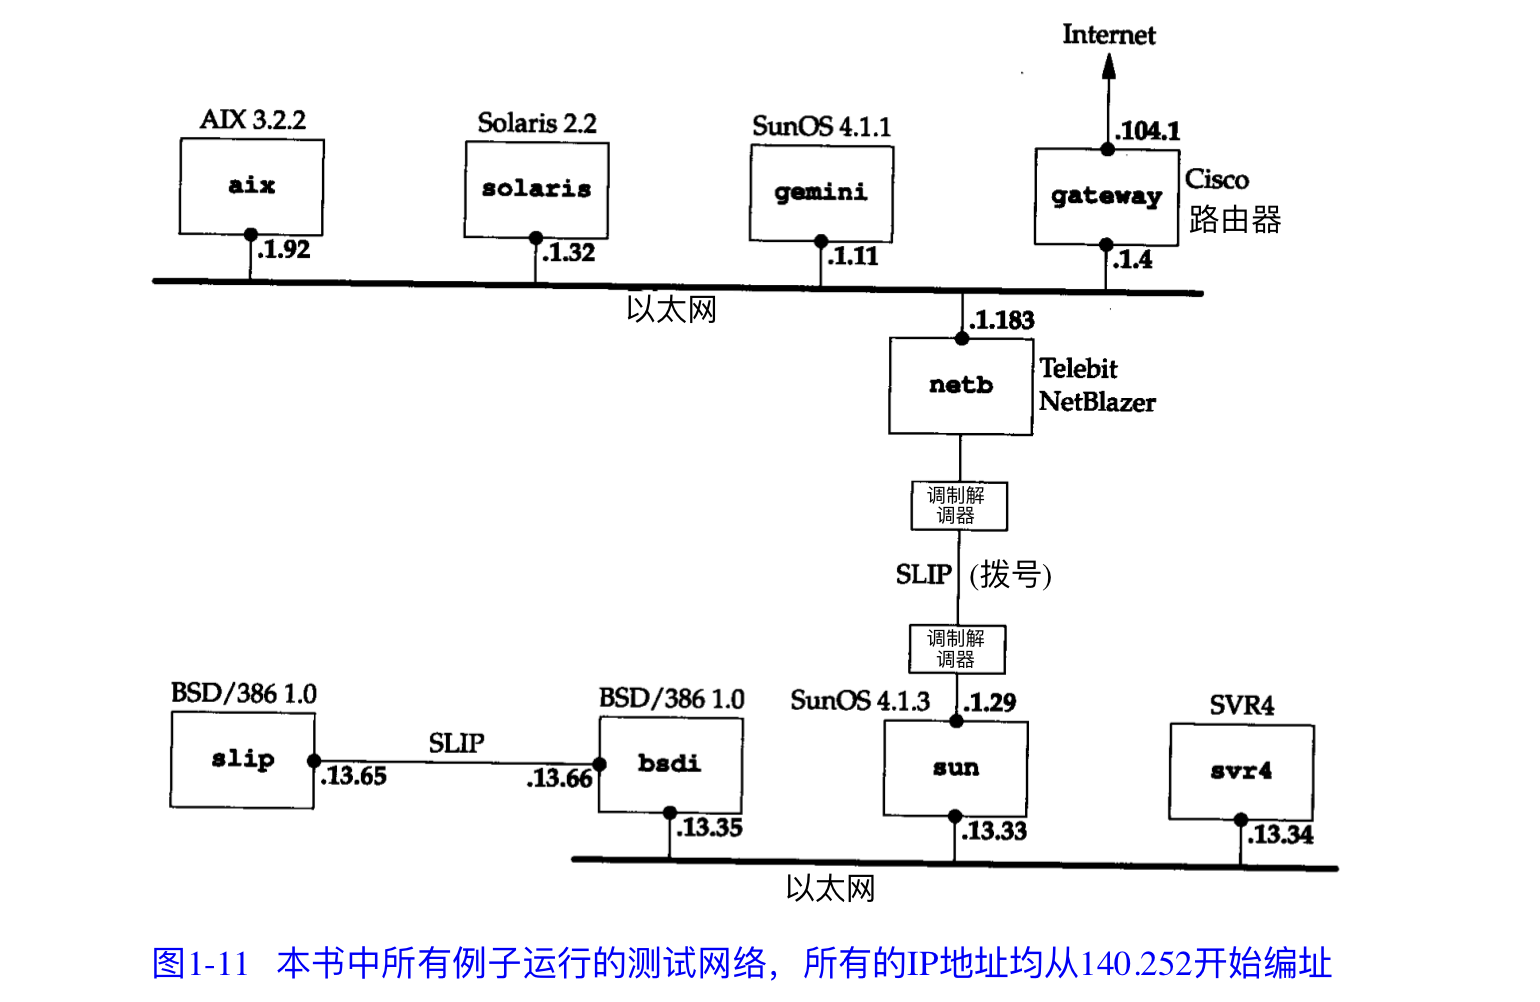 Internet
AIX 3.2.2
Solaris 2.2
SunOS 4.1.1
.104.1
aix
solaris
gemini
gateway
Cisco
路由器
.1.92
.1.32
.1.11
.1.4
以太网
.1.183
netb
Telebit
NetBlazer
调制解
调器
SLIP (拨号)
调制解
调器
BSD/386 1.0
BSD/386 1.0
SunOS 4.1.3
.1.29
SVR4
slip
SLIP
bsdi
sun
svr4
.13.65
.13.66
.13.35
.13.33
.13.34
以太网
图1-11 本书中所有例子运行的测试网络，所有的IP地址均从140.252开始编址